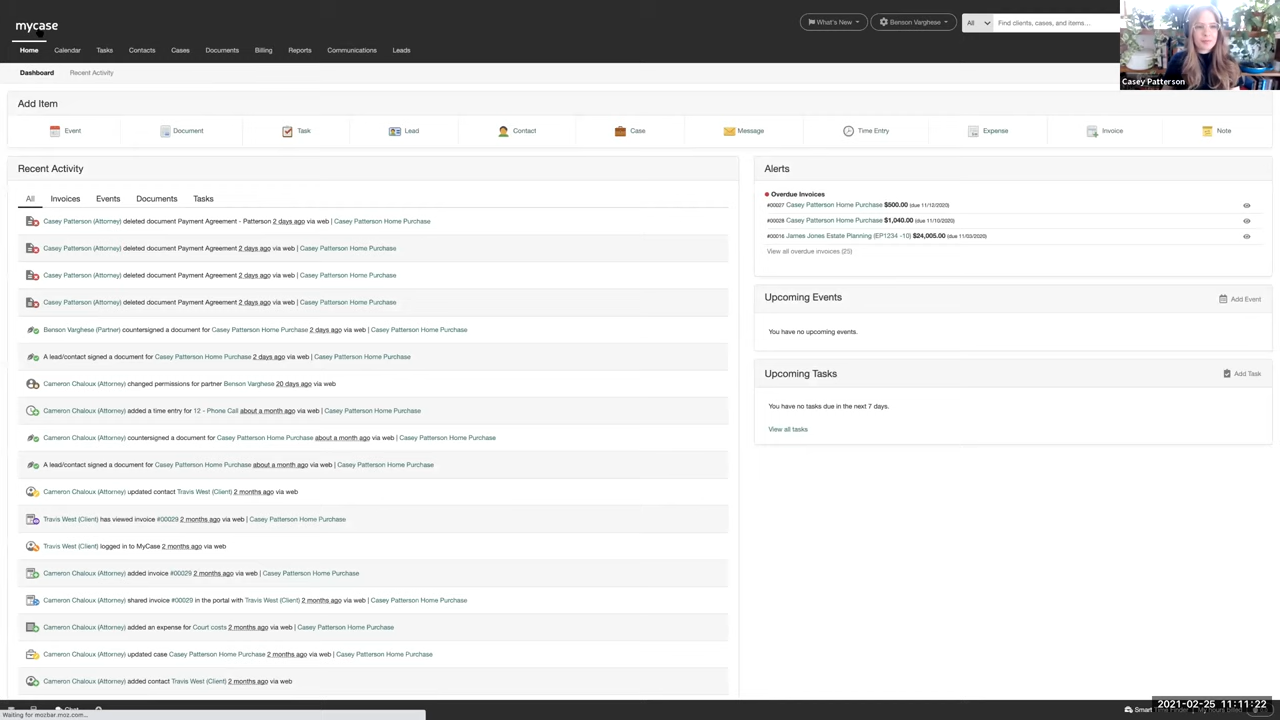 mycase
What's New
Benson Varghese
All
Find clients, cases, and items...
Home Calendar Tasks Contacts Cases Documents Billing Reports Communications Leads
Casey Patterson
Dashboard Recent Activity
Add Item
Event Document Task Lead Contact Case Message Time Entry Expense Invoice Note
Recent Activity
All Invoices Events Documents Tasks
Casey Patterson (Attorney) deleted document Payment Agreement - Patterson 2 days ago via web | Casey Patterson Home Purchase
Casey Patterson (Attorney) deleted document Payment Agreement 2 days ago via web | Casey Patterson Home Purchase
Casey Patterson (Attorney) deleted document Payment Agreement 2 days ago via web | Casey Patterson Home Purchase
Casey Patterson (Attorney) deleted document Payment Agreement 2 days ago via web | Casey Patterson Home Purchase
Benson Varghese (Partner) countersigned a document for Casey Patterson Home Purchase 2 days ago via web | Casey Patterson Home Purchase
A lead/contact signed a document for Casey Patterson Home Purchase 2 days ago via web | Casey Patterson Home Purchase
Cameron Chaloux (Attorney) changed permissions for partner Benson Varghese 20 days ago via web
Cameron Chaloux (Attorney) added a time entry for 12 - Phone Call about a month ago via web | Casey Patterson Home Purchase
Cameron Chaloux (Attorney) countersigned a document for Casey Patterson Home Purchase about a month ago via web | Casey Patterson Home Purchase
A lead/contact signed a document for Casey Patterson Home Purchase about a month ago via web | Casey Patterson Home Purchase
Cameron Chaloux (Attorney) updated contact Travis West (Client) 2 months ago via web
Travis West (Client) has viewed invoice #00029 2 months ago via web | Casey Patterson Home Purchase
Travis West (Client) logged in to MyCase 2 months ago via web
Cameron Chaloux (Attorney) added invoice #00029 2 months ago via web | Casey Patterson Home Purchase
Cameron Chaloux (Attorney) shared invoice #00029 in the portal with Travis West (Client) 2 months ago via web | Casey Patterson Home Purchase
Cameron Chaloux (Attorney) added an expense for Court costs 2 months ago via web | Casey Patterson Home Purchase
Cameron Chaloux (Attorney) updated case Casey Patterson Home Purchase 2 months ago via web | Casey Patterson Home Purchase
Cameron Chaloux (Attorney) added contact Travis West (Client) 2 months ago via web
Alerts
Overdue Invoices
#00027 Casey Patterson Home Purchase $500.00 (due 11/12/2020)
#00028 Casey Patterson Home Purchase $1,040.00 (due 11/10/2020)
#00016 James Jones Estate Planning (EP1234 -10) $24,005.00 (due 11/03/2020)
View all overdue invoices (25)
Upcoming Events
Add Event
You have no upcoming events.
Upcoming Tasks
Add Task
You have no tasks due in the next 7 days.
View all tasks
Chat
Smart Time Finder
My hours billed
2021-02-25 11:11:22
Waiting for mozbar.moz.com...